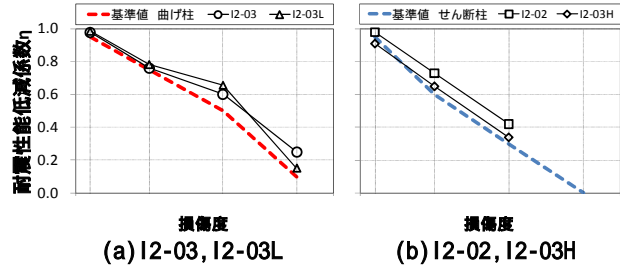 基準値 曲げ柱 I2-03 I2-03L
基準値 せん断柱 I2-02 I2-03H
耐震性能低減係数η
1.0
0.8
0.6
0.4
0.2
0.0
損傷度
損傷度
(a)I2-03,I2-03L
(b)I2-02,I2-03H